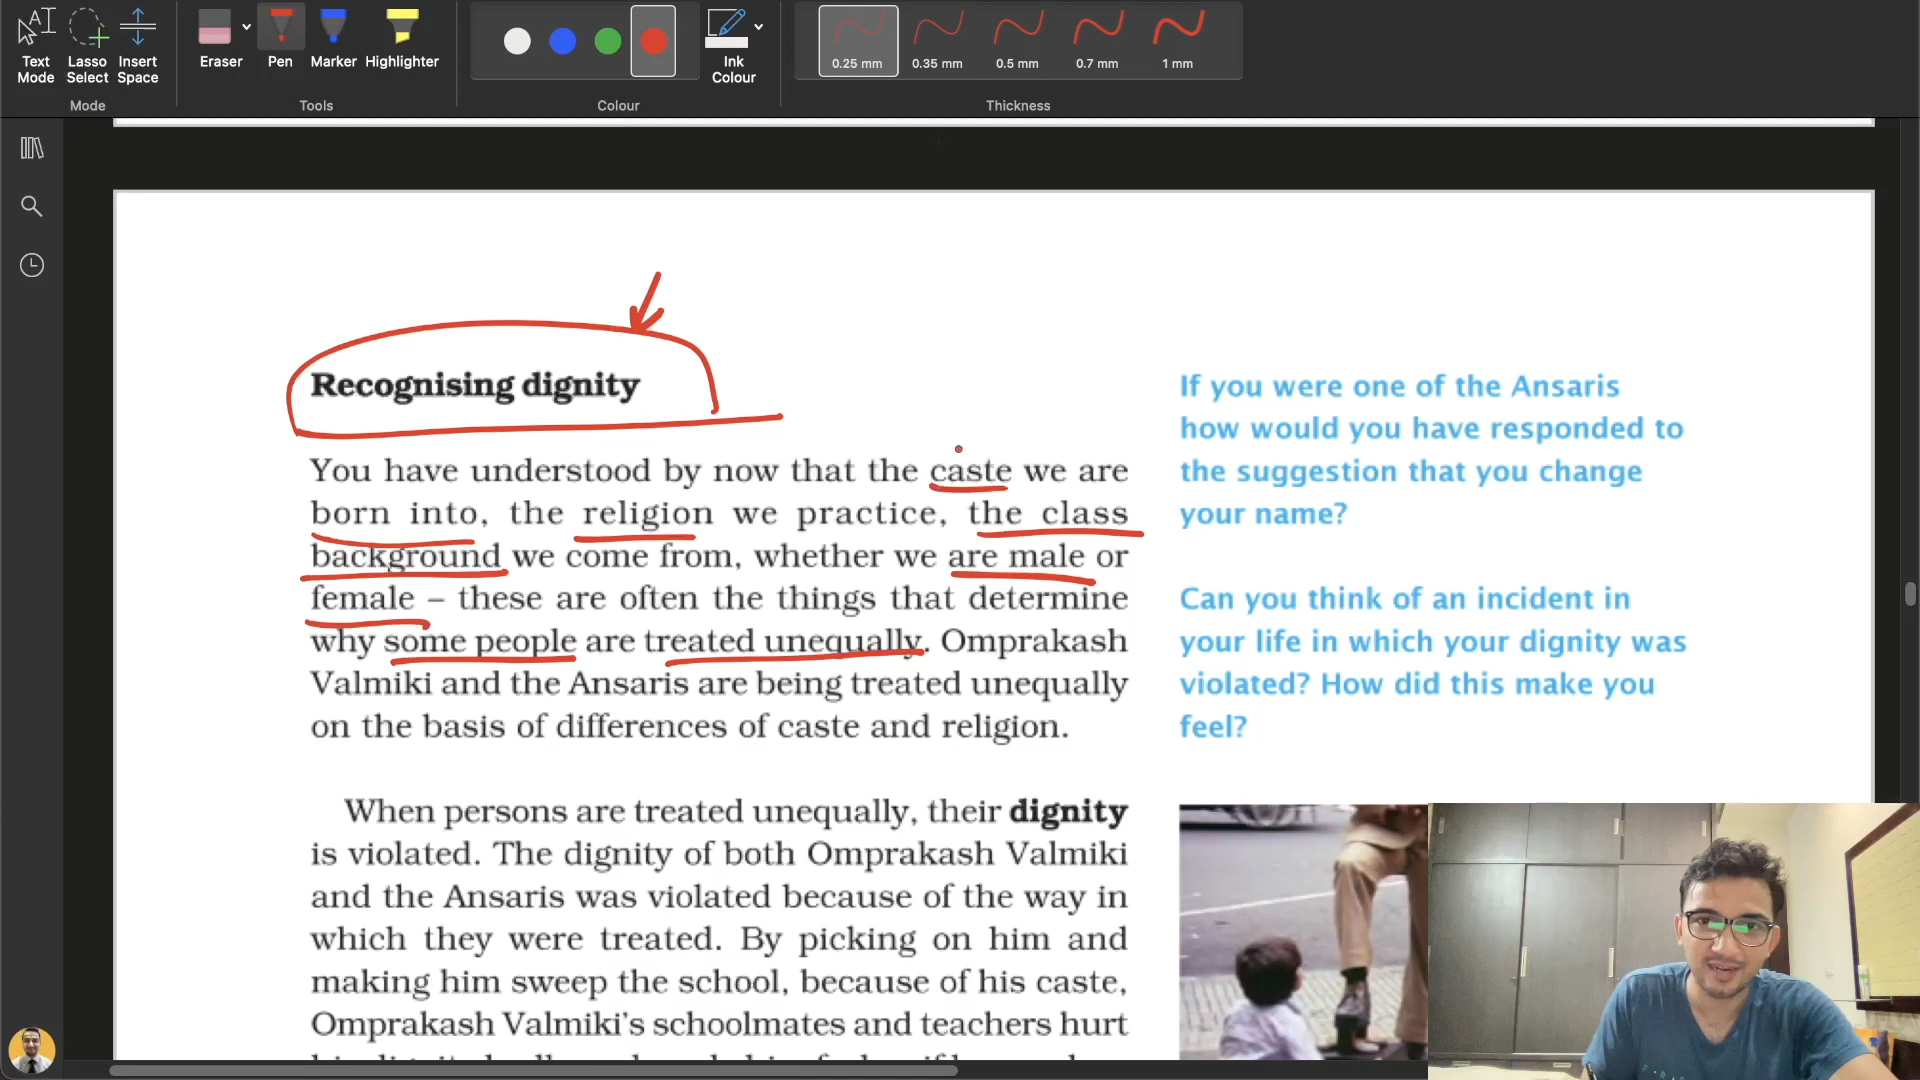 Text Mode
Lasso Select
Insert Space
Mode
Eraser
Pen
Marker
Highlighter
Tools
Colour
Ink Colour
0.25 mm
0.35 mm
0.5 mm
0.7 mm
1 mm
Thickness
Recognising dignity
You have understood by now that the caste we are
born into, the religion we practice, the class
background we come from, whether we are male or
female – these are often the things that determine
why some people are treated unequally. Omprakash
Valmiki and the Ansaris are being treated unequally
on the basis of differences of caste and religion.
When persons are treated unequally, their dignity
is violated. The dignity of both Omprakash Valmiki
and the Ansaris was violated because of the way in
which they were treated. By picking on him and
making him sweep the school, because of his caste,
Omprakash Valmiki's schoolmates and teachers hurt
If you were one of the Ansaris
how would you have responded to
the suggestion that you change
your name?
Can you think of an incident in
your life in which your dignity was
violated? How did this make you
feel?